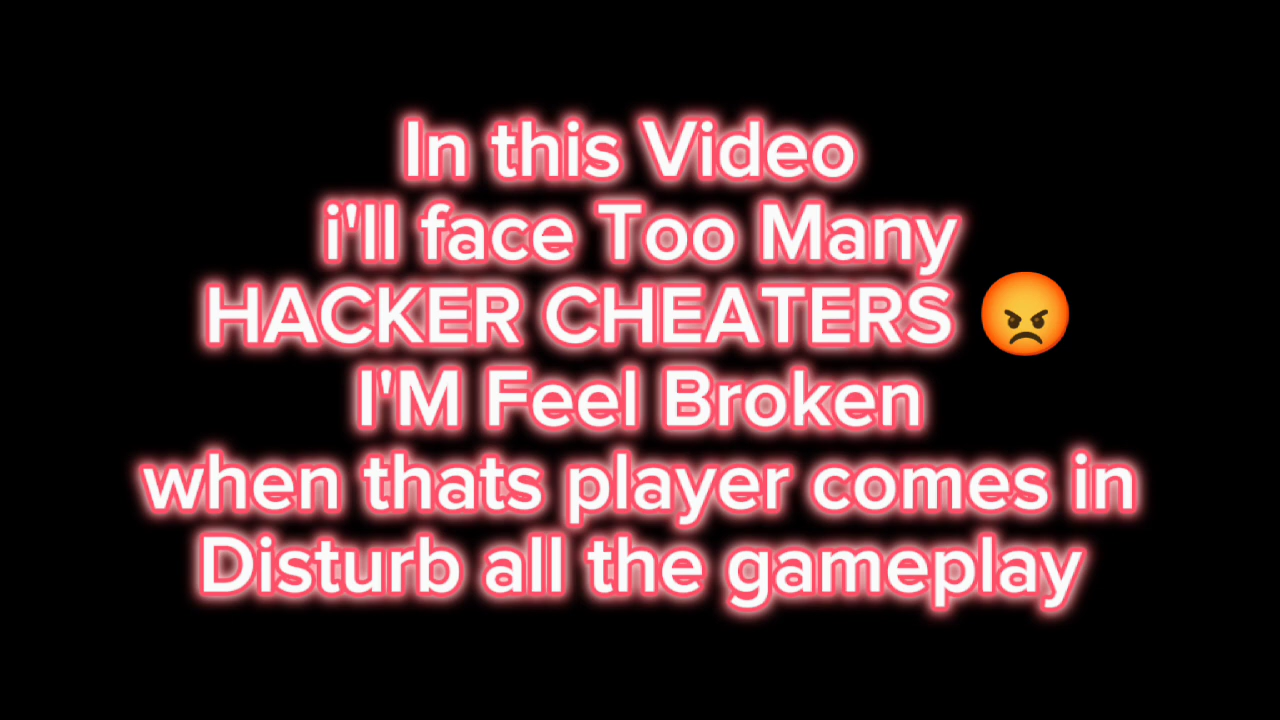 In this Video
i'll face Too Many
HACKER CHEATERS 😡
I'M Feel Broken
when thats player comes in
Disturb all the gameplay